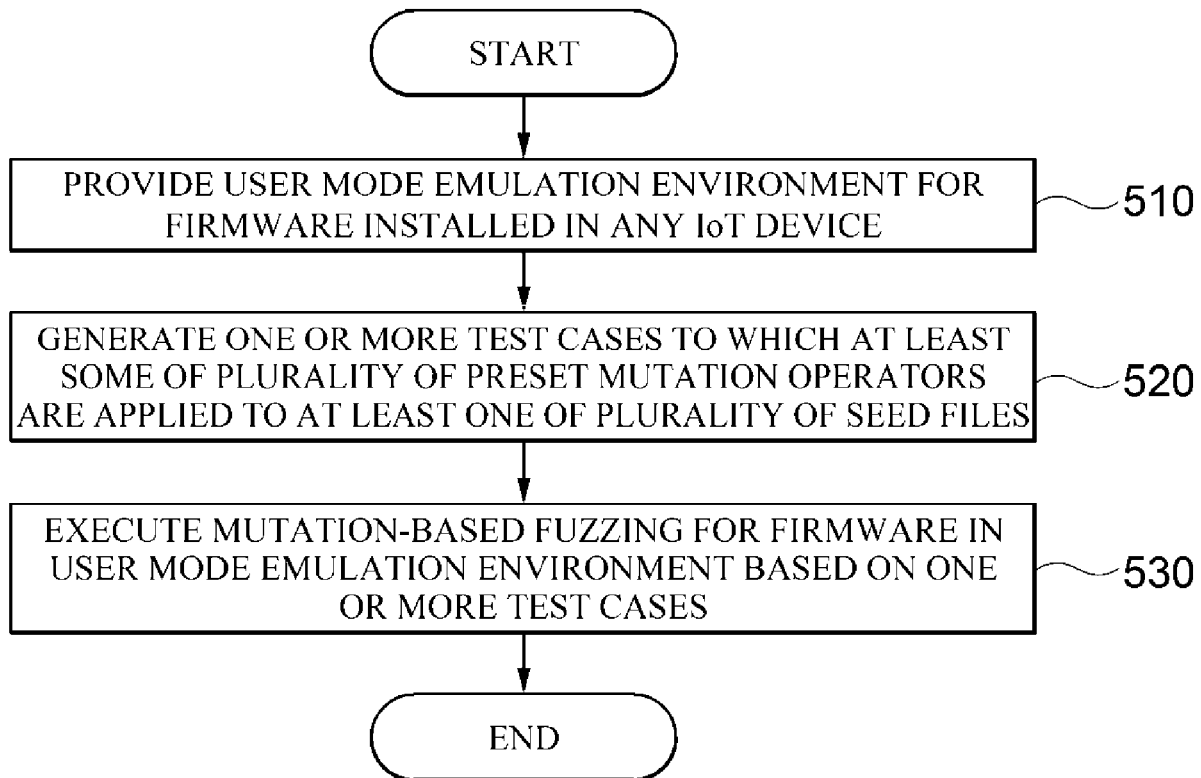 START
PROVIDE USER MODE EMULATION ENVIRONMENT FOR
FIRMWARE INSTALLED IN ANY IoT DEVICE
510
GENERATE ONE OR MORE TEST CASES TO WHICH AT LEAST
SOME OF PLURALITY OF PRESET MUTATION OPERATORS
ARE APPLIED TO AT LEAST ONE OF PLURALITY OF SEED FILES
520
EXECUTE MUTATION-BASED FUZZING FOR FIRMWARE IN
USER MODE EMULATION ENVIRONMENT BASED ON ONE
OR MORE TEST CASES
530
END